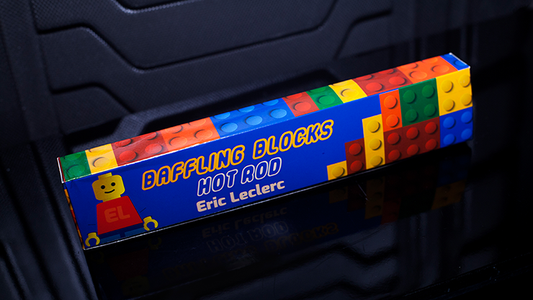 BAFFLING BLOCKS
HOT ROD
Eric Leclerc
EL